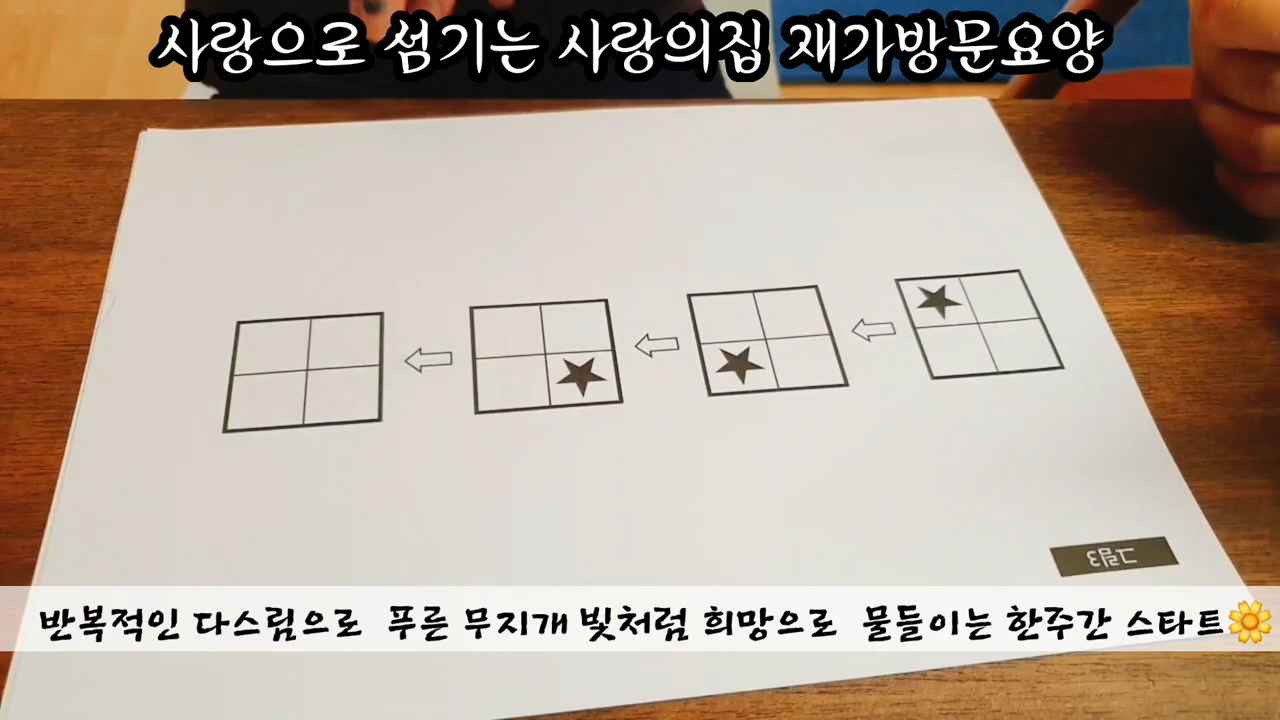 사랑으로 섬기는 사랑의집 재가방문요양
그림3
반복적인 다스림으로 푸른 무지개 빛처럼 희망으로 물들이는 한주간 스타트🌼